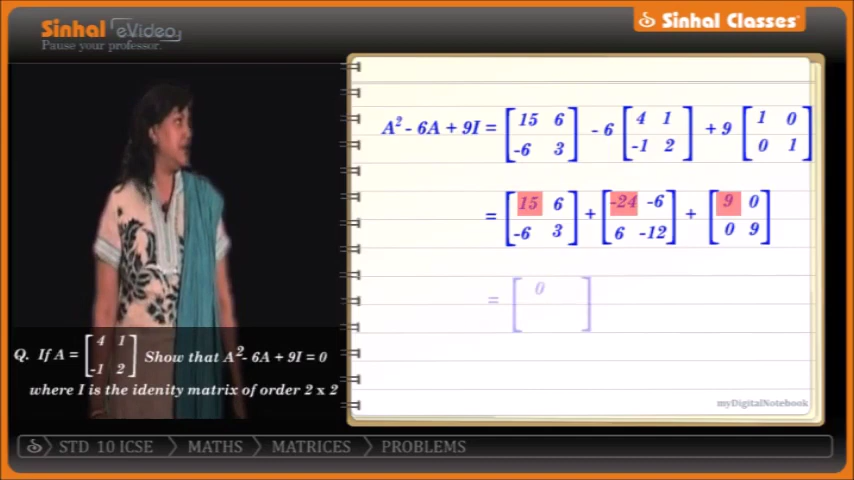 Sinhal eVideo
Pause your professor.
Sinhal Classes
A² - 6A + 9I = [15 6; -6 3] - 6 [4 1; -1 2] + 9 [1 0; 0 1]
= [15 6; -6 3] + [-24 -6; 6 -12] + [9 0; 0 9]
= [0]
Q. If A = [4 1; -1 2] Show that A² - 6A + 9I = 0
where I is the idenity matrix of order 2 x 2
myDigitalNotebook
STD 10 ICSE MATHS MATRICES PROBLEMS